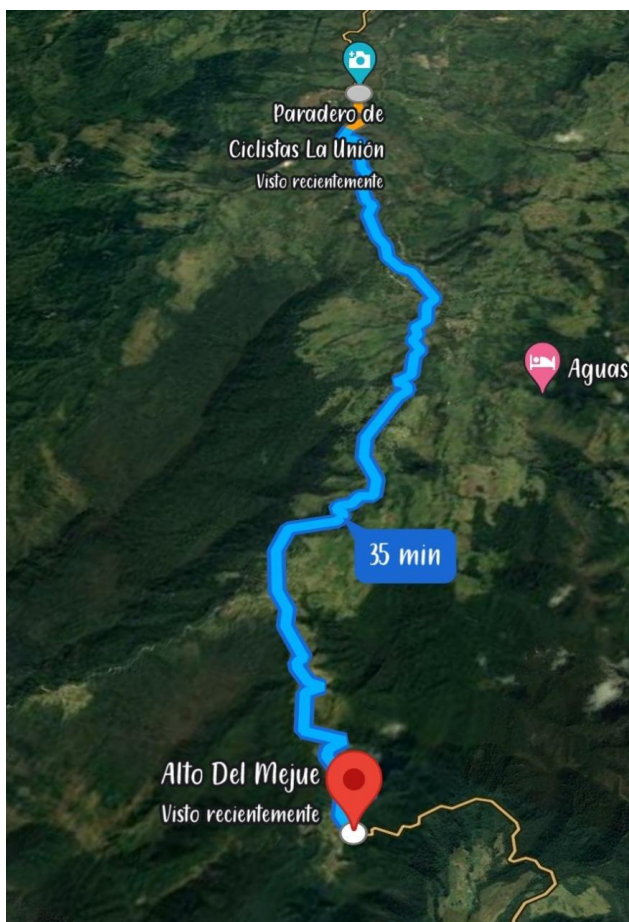 Paradero de
Ciclistas La Unión
Visto recientemente
Aguas
35 min
Alto Del Mejue
Visto recientemente